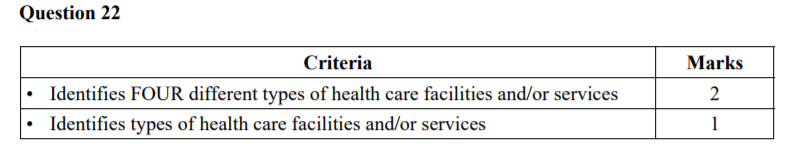 Question 22
Criteria Marks
• Identifies FOUR different types of health care facilities and/or services 2
• Identifies types of health care facilities and/or services 1